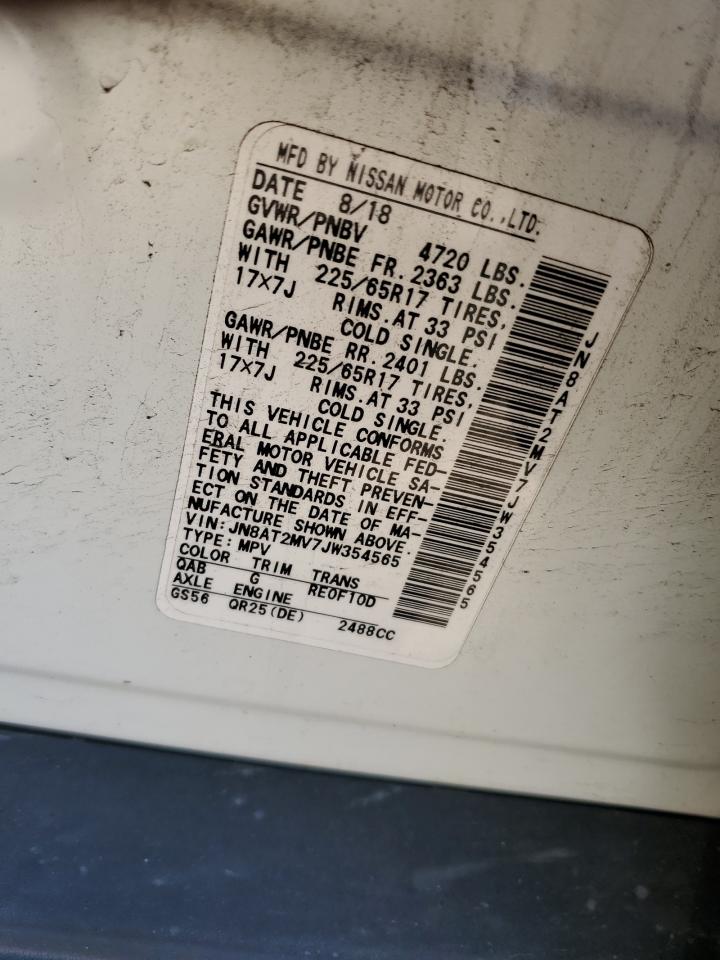 MFD BY NISSAN MOTOR CO.,LTD.
DATE 8/18
GVWR/PNBV 4720 LBS.
GAWR/PNBE FR. 2363 LBS.
WITH 225/65R17 TIRES,
17×7J RIMS.AT 33 PSI
COLD SINGLE.
GAWR/PNBE RR. 2401 LBS.
WITH 225/65R17 TIRES,
17×7J RIMS.AT 33 PSI
COLD SINGLE.
THIS VEHICLE CONFORMS
TO ALL APPLICABLE FED-
ERAL MOTOR VEHICLE SA-
FETY AND THEFT PREVEN-
TION STANDARDS IN EFF-
ECT ON THE DATE OF MA-
NUFACTURE SHOWN ABOVE.
VIN:JN8AT2MV7JW354565
TYPE:MPV
COLOR TRIM TRANS
QAB G RE0F10D
AXLE ENGINE
GS56 QR25(DE) 2488CC
JN8AT2MV7JW354565